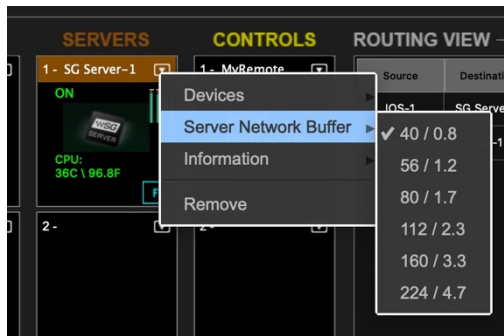 SERVERS
CONTROLS
ROUTING VIEW
1 - SG Server-1
1 - MyRemote
Source
ON
WSG
SERVER
CPU:
36C \ 96.8F
2 -
2 -
IOS-1
SG Serve
-1
Devices
Server Network Buffer
Information
Remove
40 / 0.8
56 / 1.2
80 / 1.7
112 / 2.3
160 / 3.3
224 / 4.7